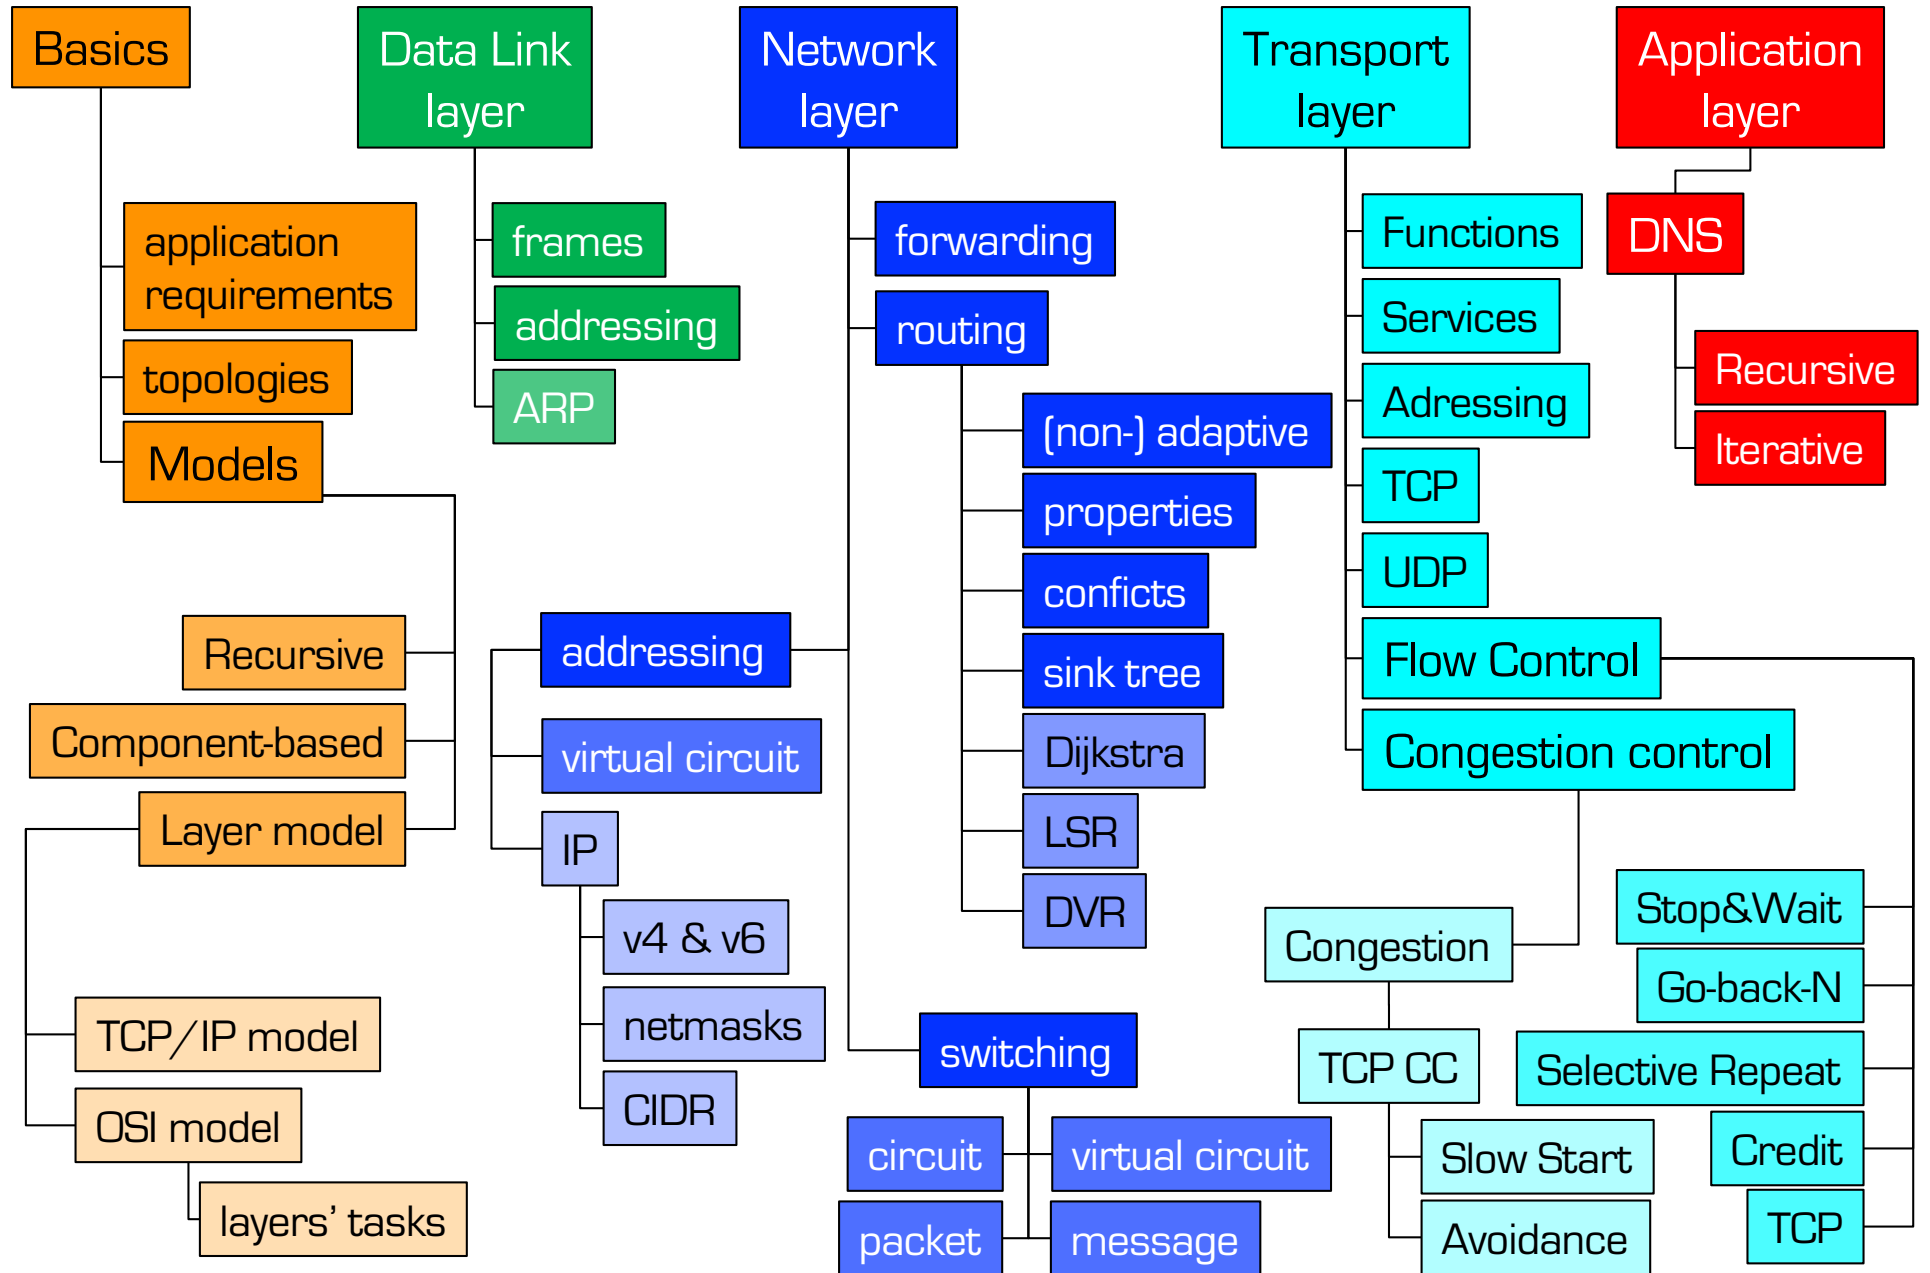 Basics
Data Link
layer
Network
layer
Transport
layer
Application
layer
application
requirements
topologies
Models
Recursive
Component-based
Layer model
TCP/IP model
OSI model
layers’ tasks
frames
addressing
ARP
forwarding
routing
(non-) adaptive
properties
conficts
sink tree
Dijkstra
LSR
DVR
addressing
virtual circuit
IP
v4 & v6
netmasks
CIDR
switching
circuit
virtual circuit
packet
message
Functions
Services
Adressing
TCP
UDP
Flow Control
Congestion control
Congestion
TCP CC
Slow Start
Avoidance
Stop&Wait
Go-back-N
Selective Repeat
Credit
TCP
DNS
Recursive
Iterative